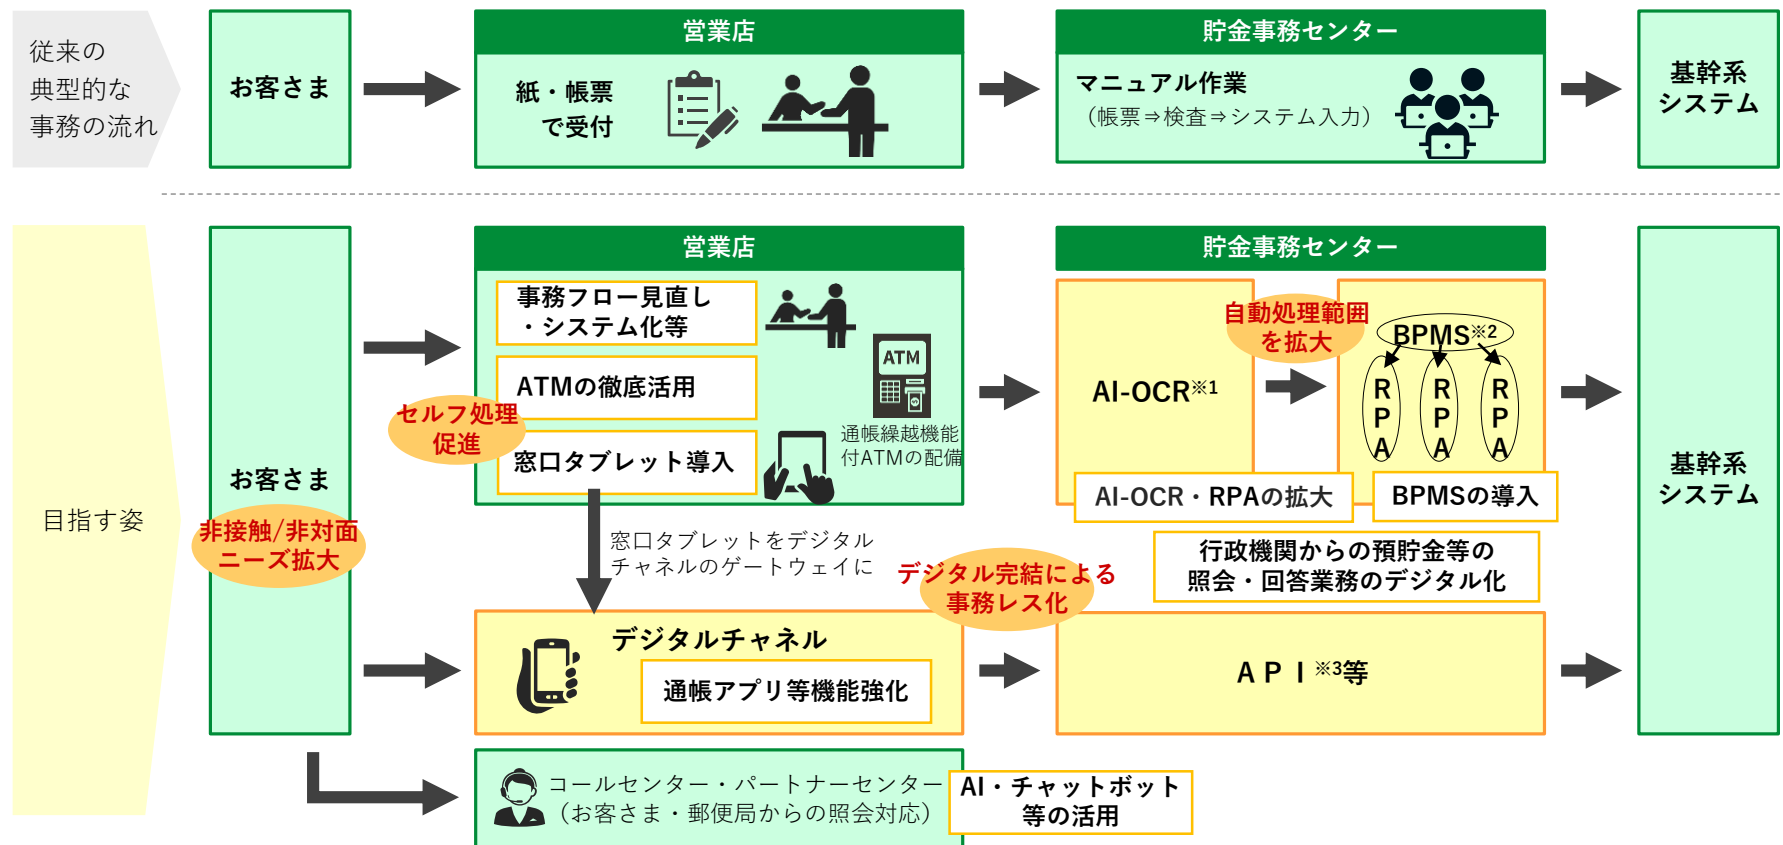 従来の
典型的な
事務の流れ
お客さま
営業店
紙・帳票
で受付
貯金事務センター
マニュアル作業
（帳票⇒検査⇒システム入力）
基幹系
システム
目指す姿
お客さま
非接触/非対面
ニーズ拡大
営業店
事務フロー見直し
・システム化等
ATMの徹底活用
セルフ処理
促進
窓口タブレット導入
ATM
通帳繰越機能
付ATMの配備
窓口タブレットをデジタル
チャネルのゲートウェイに
デジタルチャネル
通帳アプリ等機能強化
コールセンター・パートナーセンター
（お客さま・郵便局からの照会対応）
AI・チャットボット
等の活用
貯金事務センター
AI-OCR※1
自動処理範囲
を拡大
BPMS※2
RPA
RPA
RPA
AI-OCR・RPAの拡大
BPMSの導入
行政機関からの預貯金等の
照会・回答業務のデジタル化
デジタル完結による
事務レス化
ＡＰＩ※3等
基幹系
システム